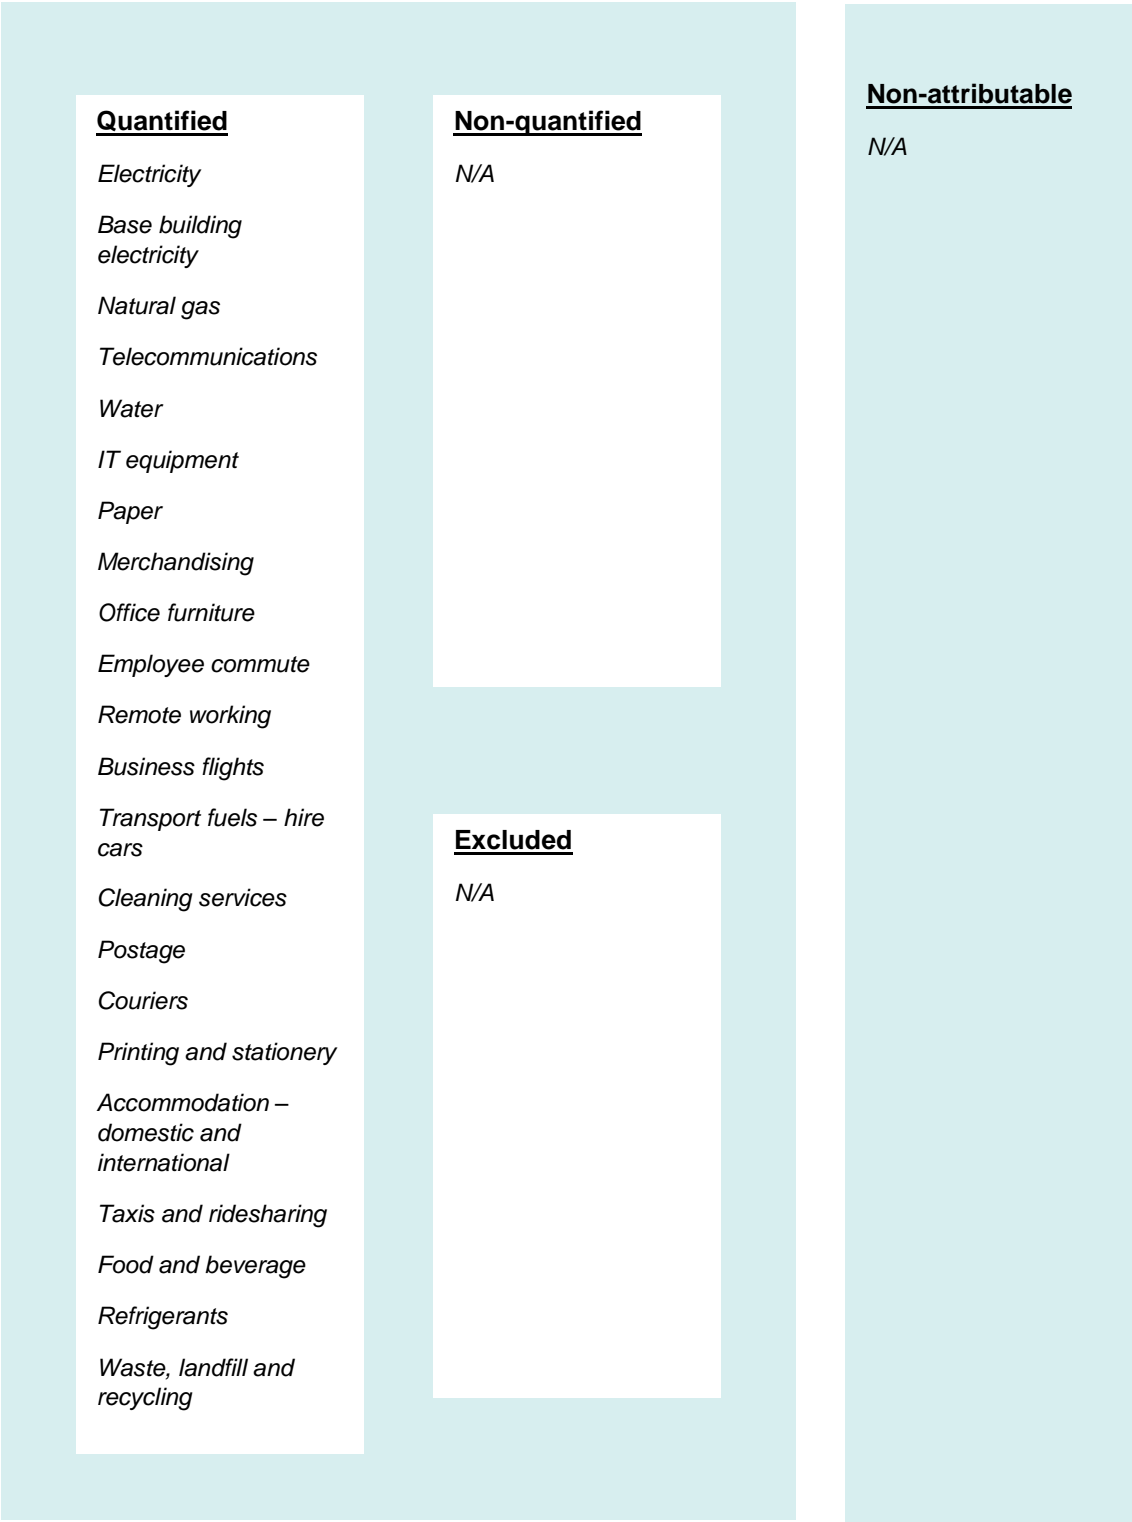 Quantified
Electricity
Base building
electricity
Natural gas
Telecommunications
Water
IT equipment
Paper
Merchandising
Office furniture
Employee commute
Remote working
Business flights
Transport fuels – hire
cars
Cleaning services
Postage
Couriers
Printing and stationery
Accommodation –
domestic and
international
Taxis and ridesharing
Food and beverage
Refrigerants
Waste, landfill and
recycling
Non-quantified
N/A
Excluded
N/A
Non-attributable
N/A